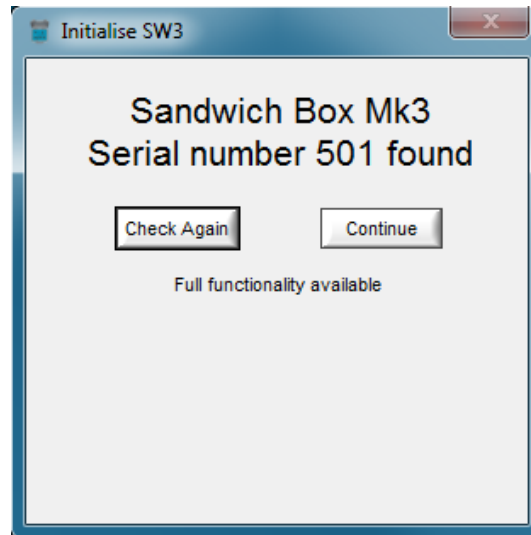 Initialise SW3
Sandwich Box Mk3
Serial number 501 found
Check Again Continue
Full functionality available